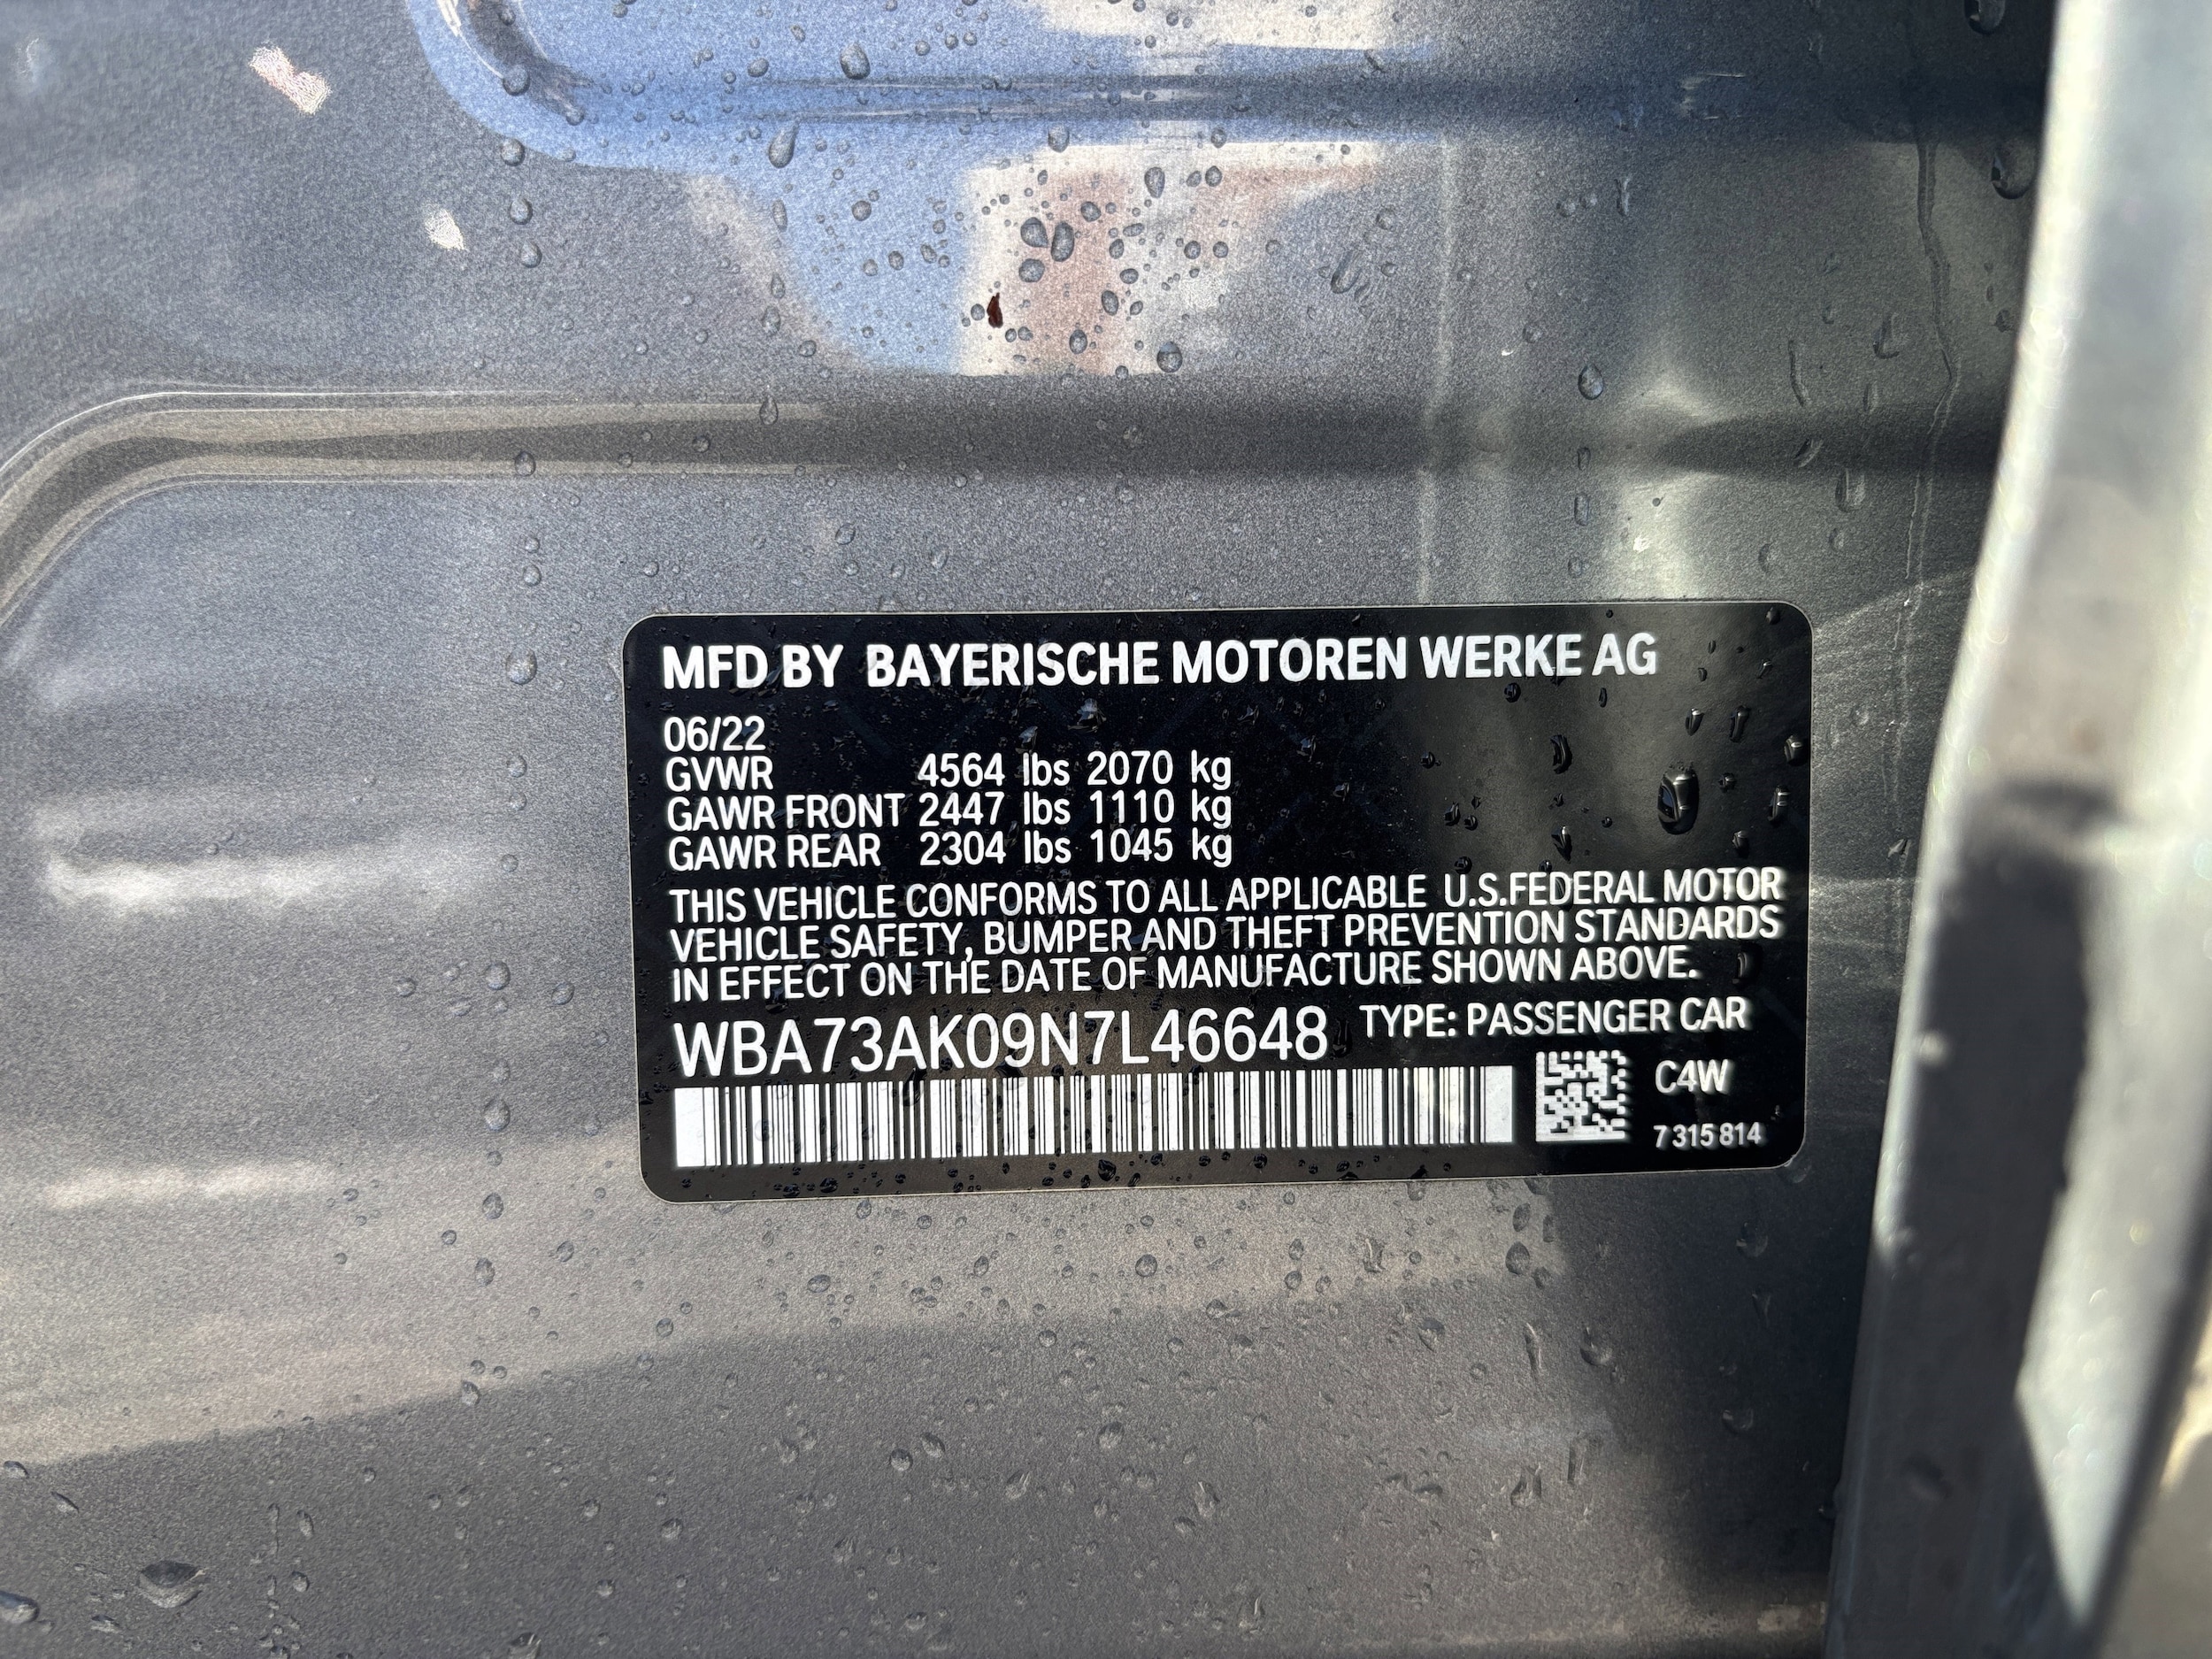 MFD BY BAYERISCHE MOTOREN WERKE AG
06/22
GVWR 4564 lbs 2070 kg
GAWR FRONT 2447 lbs 1110 kg
GAWR REAR 2304 lbs 1045 kg
THIS VEHICLE CONFORMS TO ALL APPLICABLE U.S.FEDERAL MOTOR
VEHICLE SAFETY, BUMPER AND THEFT PREVENTION STANDARDS
IN EFFECT ON THE DATE OF MANUFACTURE SHOWN ABOVE.
WBA73AK09N7L46648 TYPE: PASSENGER CAR
C4W
7 315 814